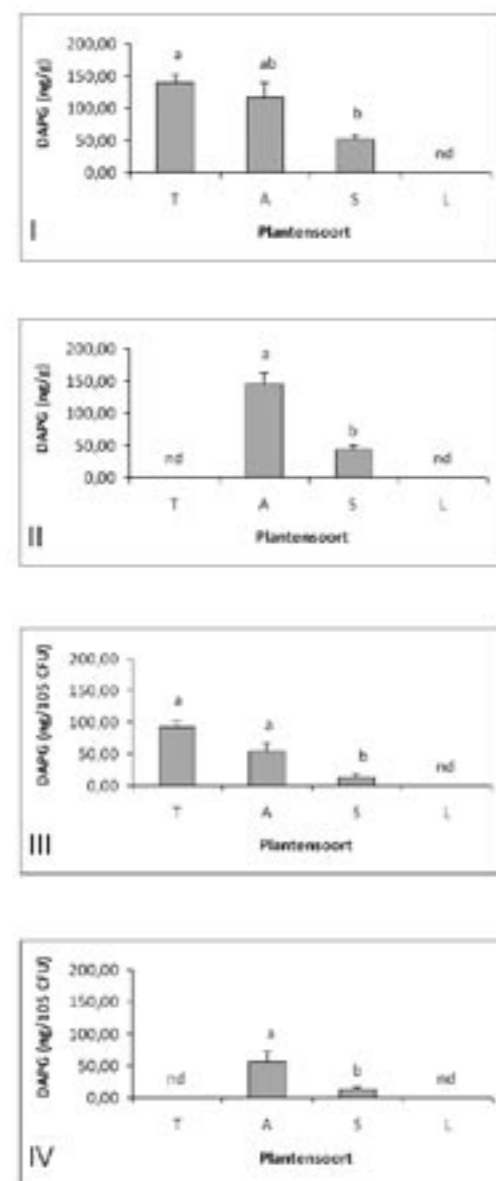 200,00
150,00
100,00
50,00
0,00
DAPG (ng/g)
a ab b nd
T A S L
Plantensoort
I
200,00
150,00
100,00
50,00
0,00
DAPG (ng/g)
nd a b nd
T A S L
Plantensoort
II
200,00
150,00
100,00
50,00
0,00
DAPG (ng/105 CFU)
a a b nd
T A S L
Plantensoort
III
200,00
150,00
100,00
50,00
0,00
DAPG (ng/105 CFU)
nd a b nd
T A S L
Plantensoort
IV